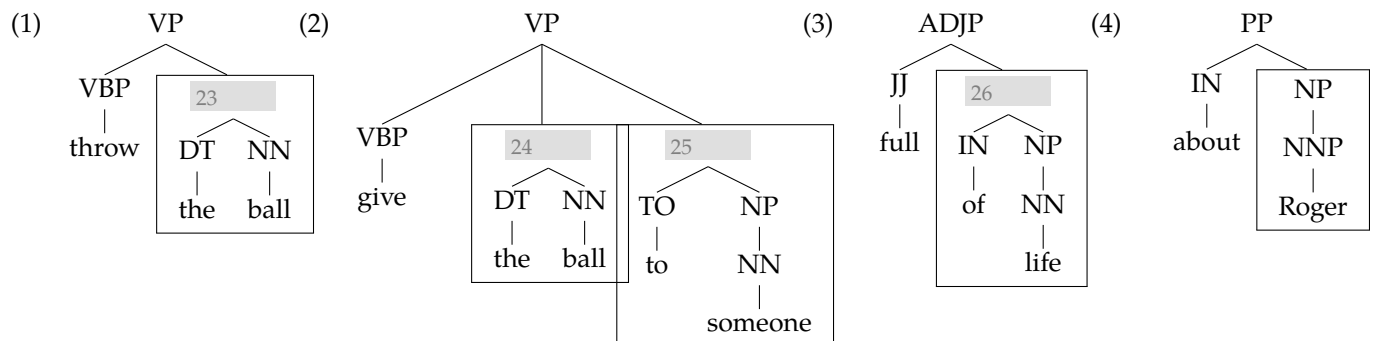 (1) VP (2) VP (3) ADJP (4) PP
VBP 23 JJ 26 IN NP
throw DT NN VBP 24 25 full IN NP about NNP
the ball give DT NN TO NP of NN Roger
the ball to NN life
someone